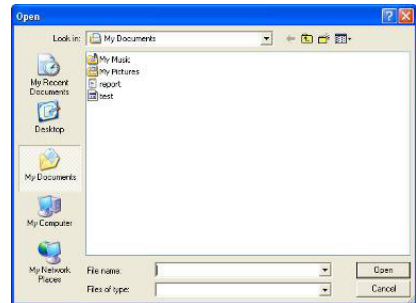 Open
Look in: My Documents
My Recent
Documents
Desktop
My Documents
My Computer
My Network
Places
My Music
My Pictures
report
test
File name: Open
Files of type: Cancel